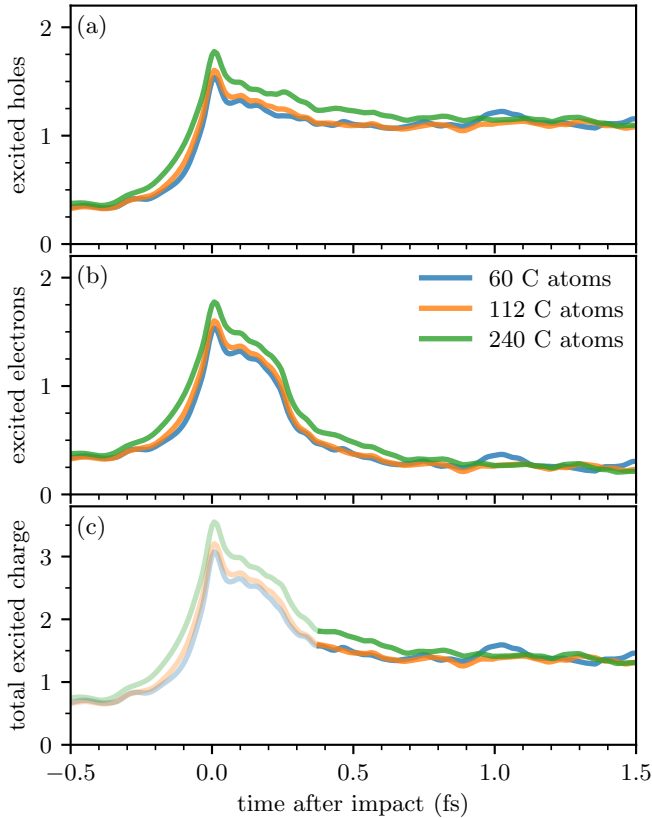 (a)
2
1
0
excited holes
(b)
2
1
0
excited electrons
60 C atoms
112 C atoms
240 C atoms
(c)
3
2
1
0
total excited charge
−0.5 0.0 0.5 1.0 1.5
time after impact (fs)